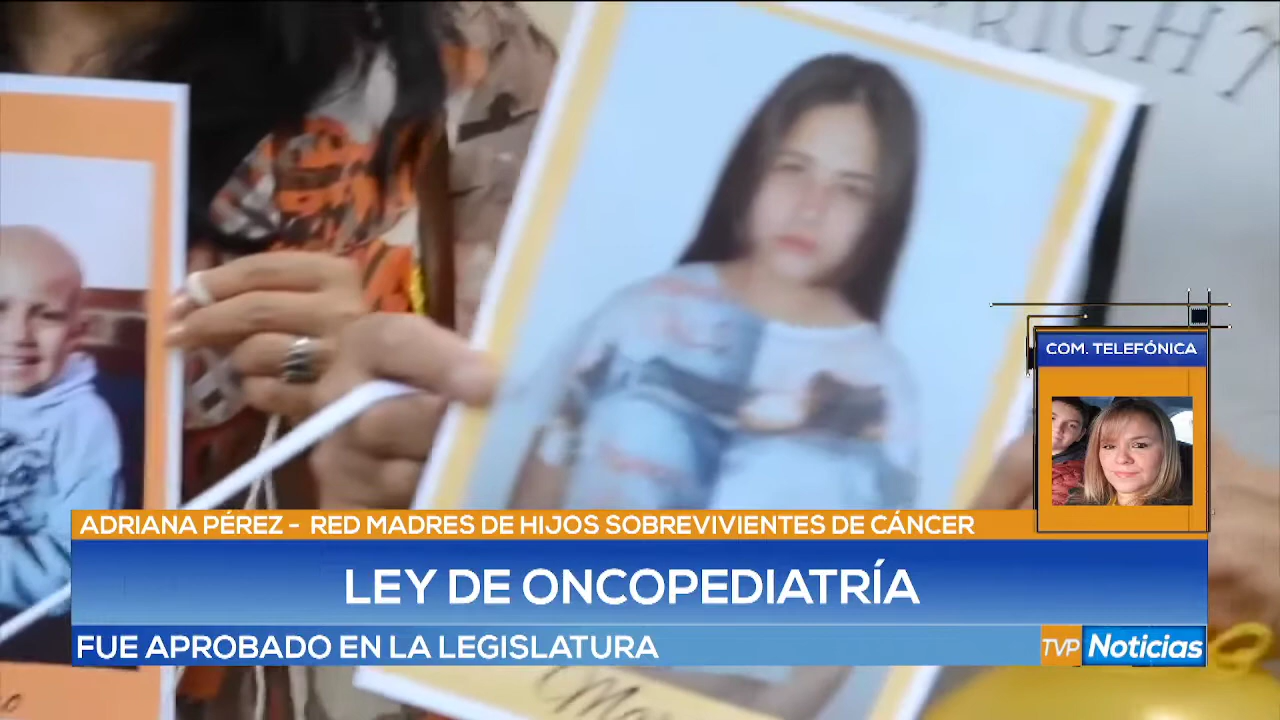 RIGHT
COM. TELEFÓNICA
ADRIANA PÉREZ - RED MADRES DE HIJOS SOBREVIVIENTES DE CÁNCER
LEY DE ONCOPEDIATRÍA
FUE APROBADO EN LA LEGISLATURA
TVP Noticias